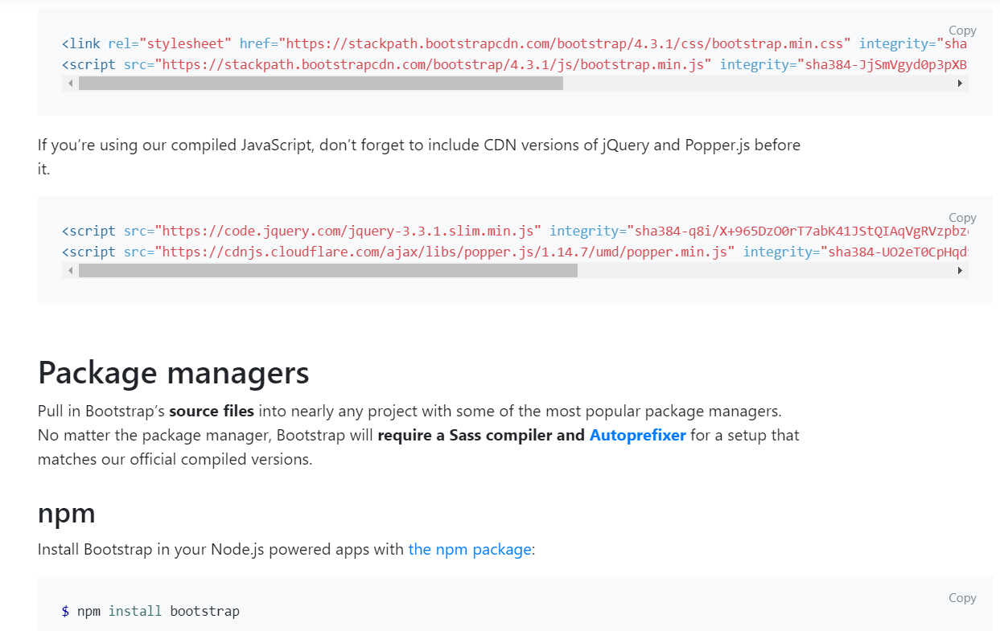 Copy
<link rel="stylesheet" href="https://stackpath.bootstrapcdn.com/bootstrap/4.3.1/css/bootstrap.min.css" integrity="sha
<script src="https://stackpath.bootstrapcdn.com/bootstrap/4.3.1/js/bootstrap.min.js" integrity="sha384-JjSmVgyd0p3pXB
If you’re using our compiled JavaScript, don’t forget to include CDN versions of jQuery and Popper.js before
it.
Copy
<script src="https://code.jquery.com/jquery-3.3.1.slim.min.js" integrity="sha384-q8i/X+965DzO0rT7abK41JStQIAqVgRVzpbz
<script src="https://cdnjs.cloudflare.com/ajax/libs/popper.js/1.14.7/umd/popper.min.js" integrity="sha384-UO2eT0CpHqd
Package managers
Pull in Bootstrap’s source files into nearly any project with some of the most popular package managers.
No matter the package manager, Bootstrap will require a Sass compiler and Autoprefixer for a setup that
matches our official compiled versions.
npm
Install Bootstrap in your Node.js powered apps with the npm package:
Copy
$ npm install bootstrap